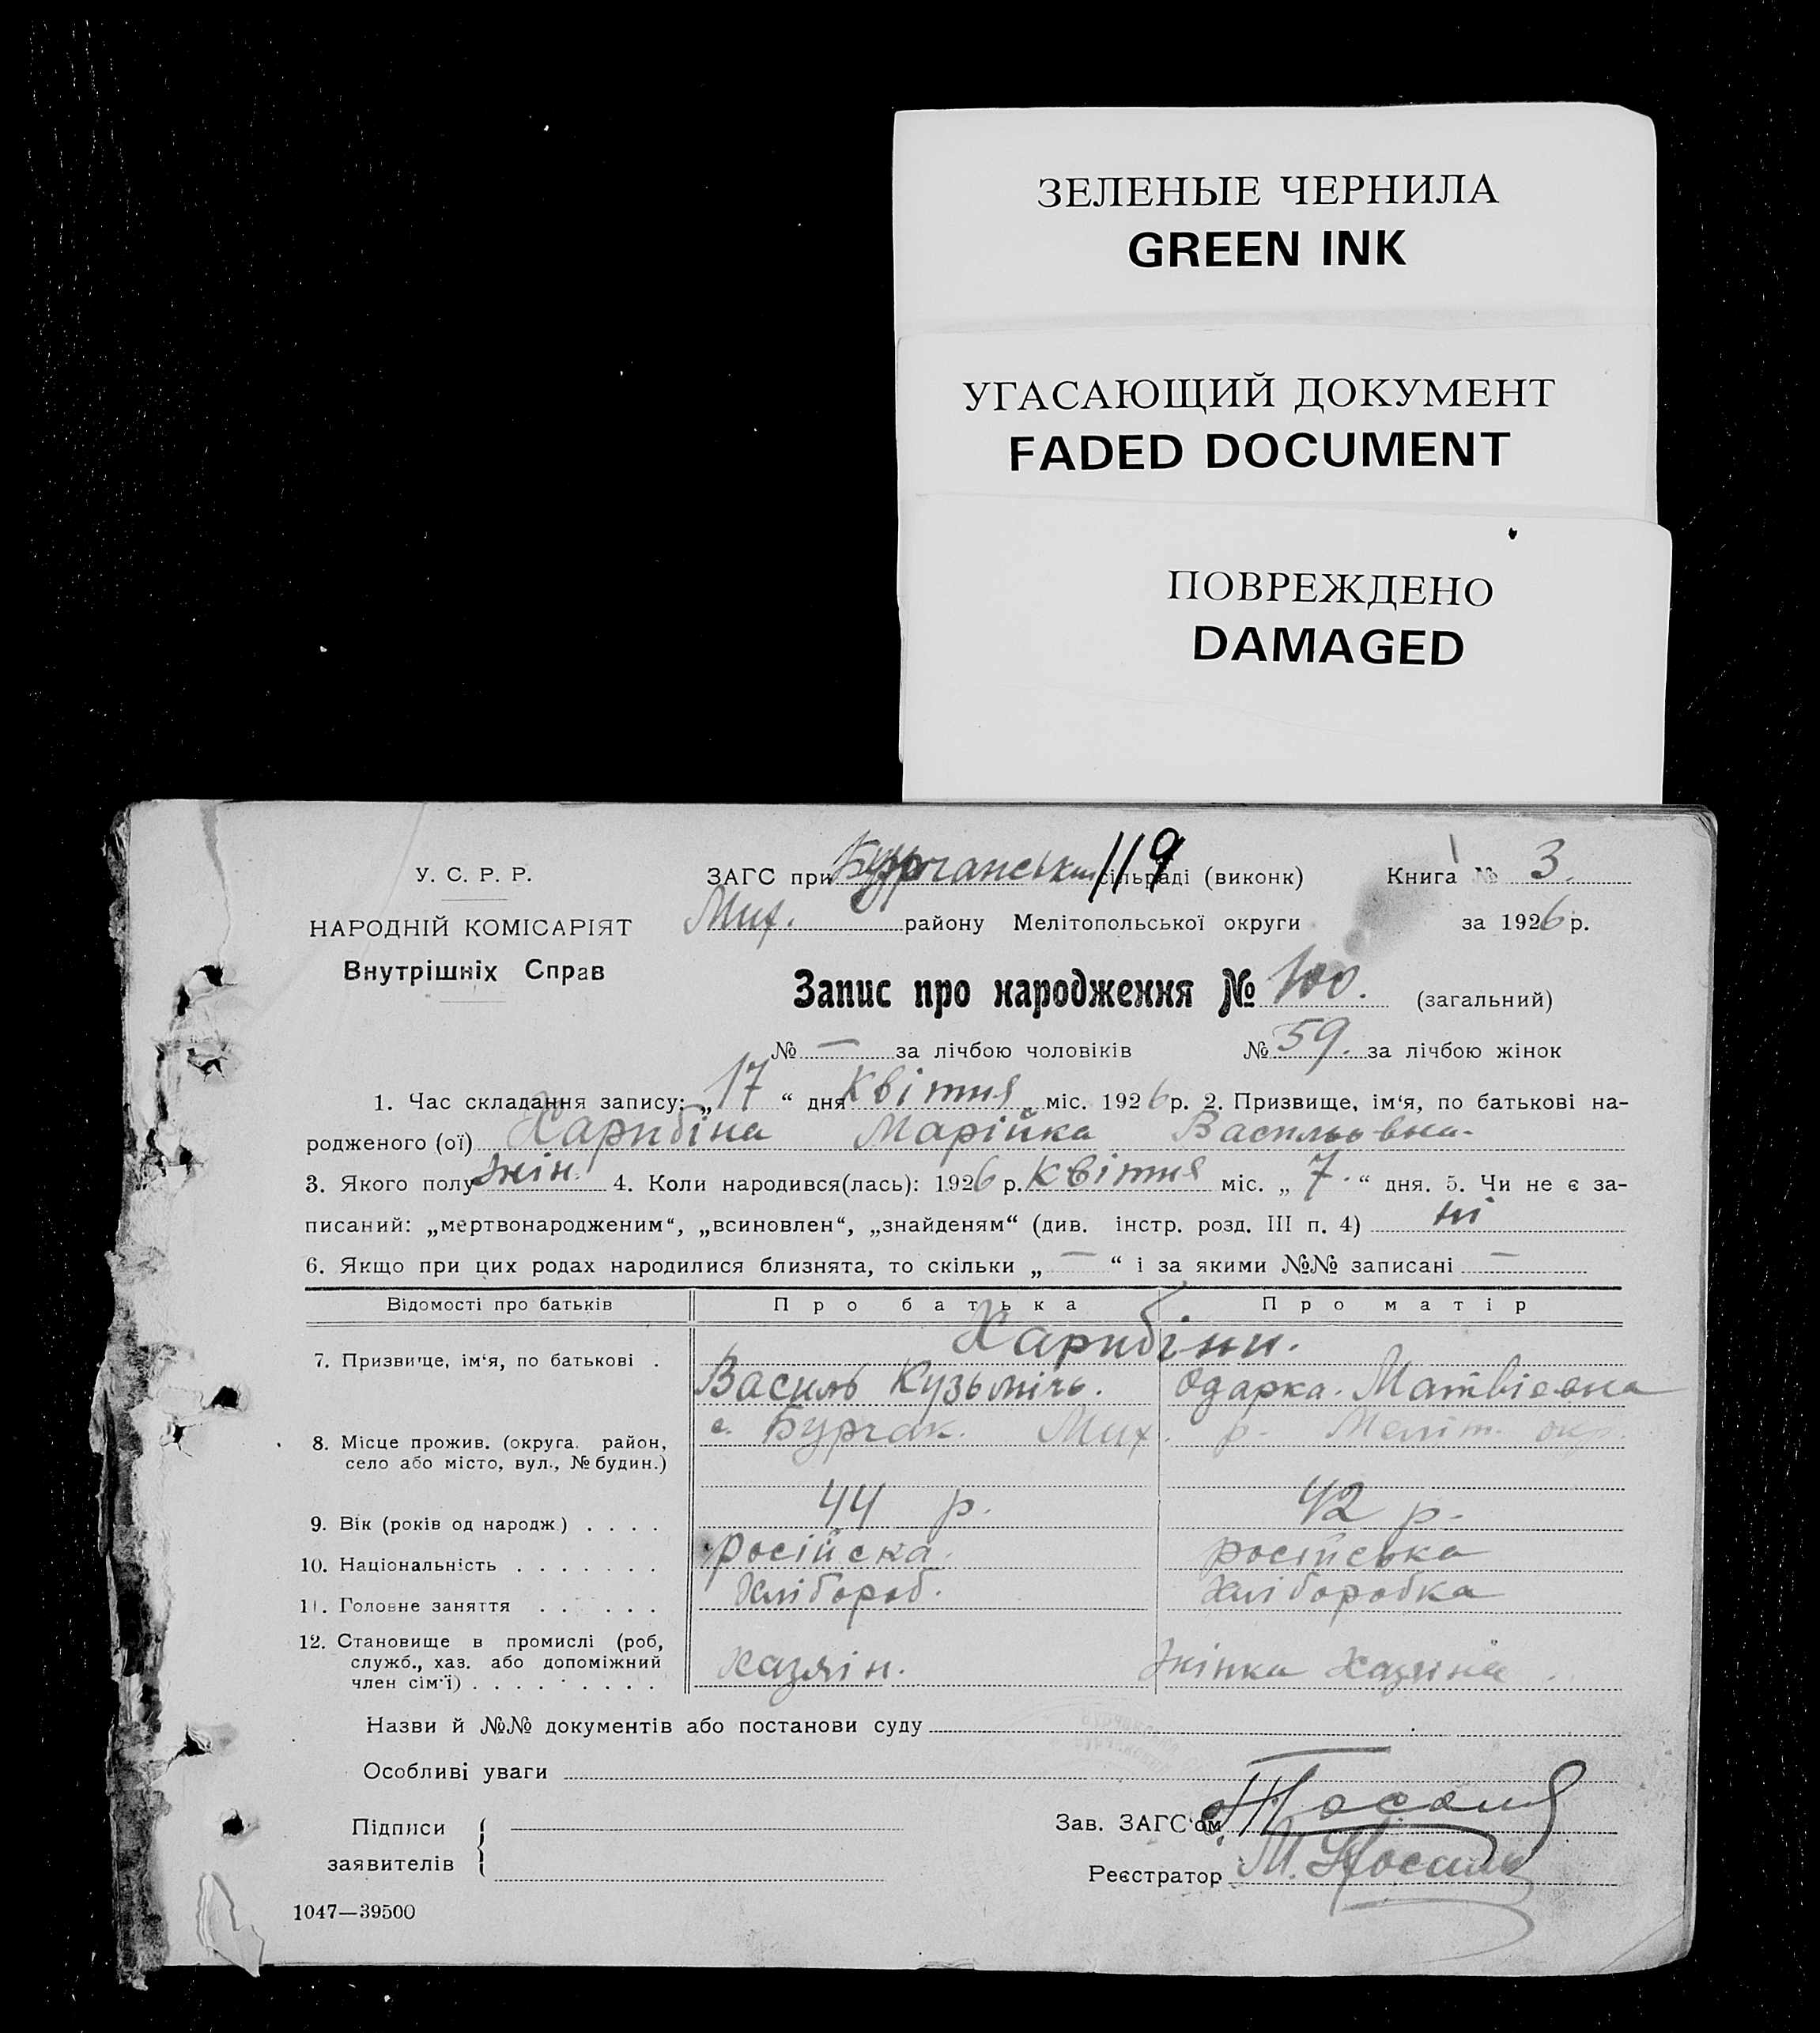 ЗЕЛЕНЫЕ ЧЕРНИЛА
GREEN INK
УГАСАЮЩИЙ ДОКУМЕНТ
FADED DOCUMENT
ПОВРЕЖДЕНО
DAMAGED
У. С. Р. Р.
НАРОДНІЙ КОМІСАРІЯТ
Внутрішніх Справ
ЗАГС при Бурчанській сільраді (виконк) 119
Книга № 3.
Мих. району Мелітопольської округи за 1926 р.
Запис про народження № 100. (загальний)
№ — за лічбою чоловіків № 59. за лічбою жінок
1. Час складання запису: „17“ дня Квітня міс. 1926 р. 2. Призвище, ім‘я, по батькові на-
родженого (ої) Харибіна Марійка Васильовна
3. Якого полу жін. 4. Коли народився(лась): 1926 р. Квітня міс. „7.“ дня. 5. Чи не є за-
писаний: „мертвонародженим“, „всиновлен“, „знайденям“ (див. інстр. розд. III п. 4) ні
6. Якщо при цих родах народилися близнята, то скільки „—“ і за якими №№ записані —
Відомості про батьків Про батька Про матір
Харибіни.
7. Призвище, ім‘я, по батькові .
Василь Кузьмічь. Одарка. Матвіевна
с. Бурчак. Мих. р. Меліт. окр.
8. Місце прожив. (округа, район,
село або місто, вул., № будин.)
9. Вік (років од народж) . . . . 44 р. 42 р.
10. Національність . . . . . . . російска російська
11. Головне заняття . . . . . Хлібороб. Хліборобка
12. Становище в промислі (роб,
служб., хаз. або допоміжний
член сім‘ї) . . . . . . . . . Хазяін. Жінка Хазяіна
Назви й №№ документів або постанови суду
Особливі уваги
Підписи
заявителів
Зав. ЗАГС‘ом
Реєстратор М.
1047—39500